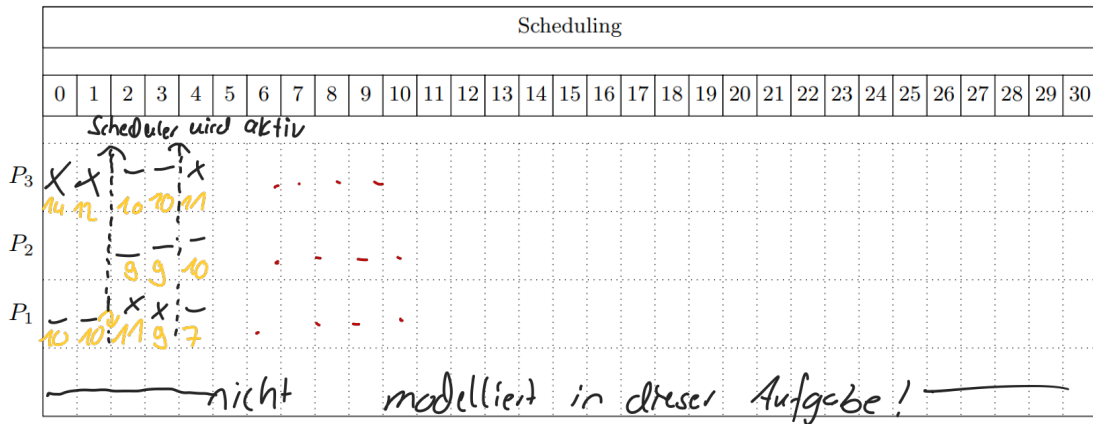 Scheduling
0 1 2 3 4 5 6 7 8 9 10 11 12 13 14 15 16 17 18 19 20 21 22 23 24 25 26 27 28 29 30
Scheduler wird aktiv
P3 X X – – X
14 12 10 10 11
P2 – – –
8 9 10
P1 – – X X –
10 10 11 9 7
nicht modelliert in dieser Aufgabe!